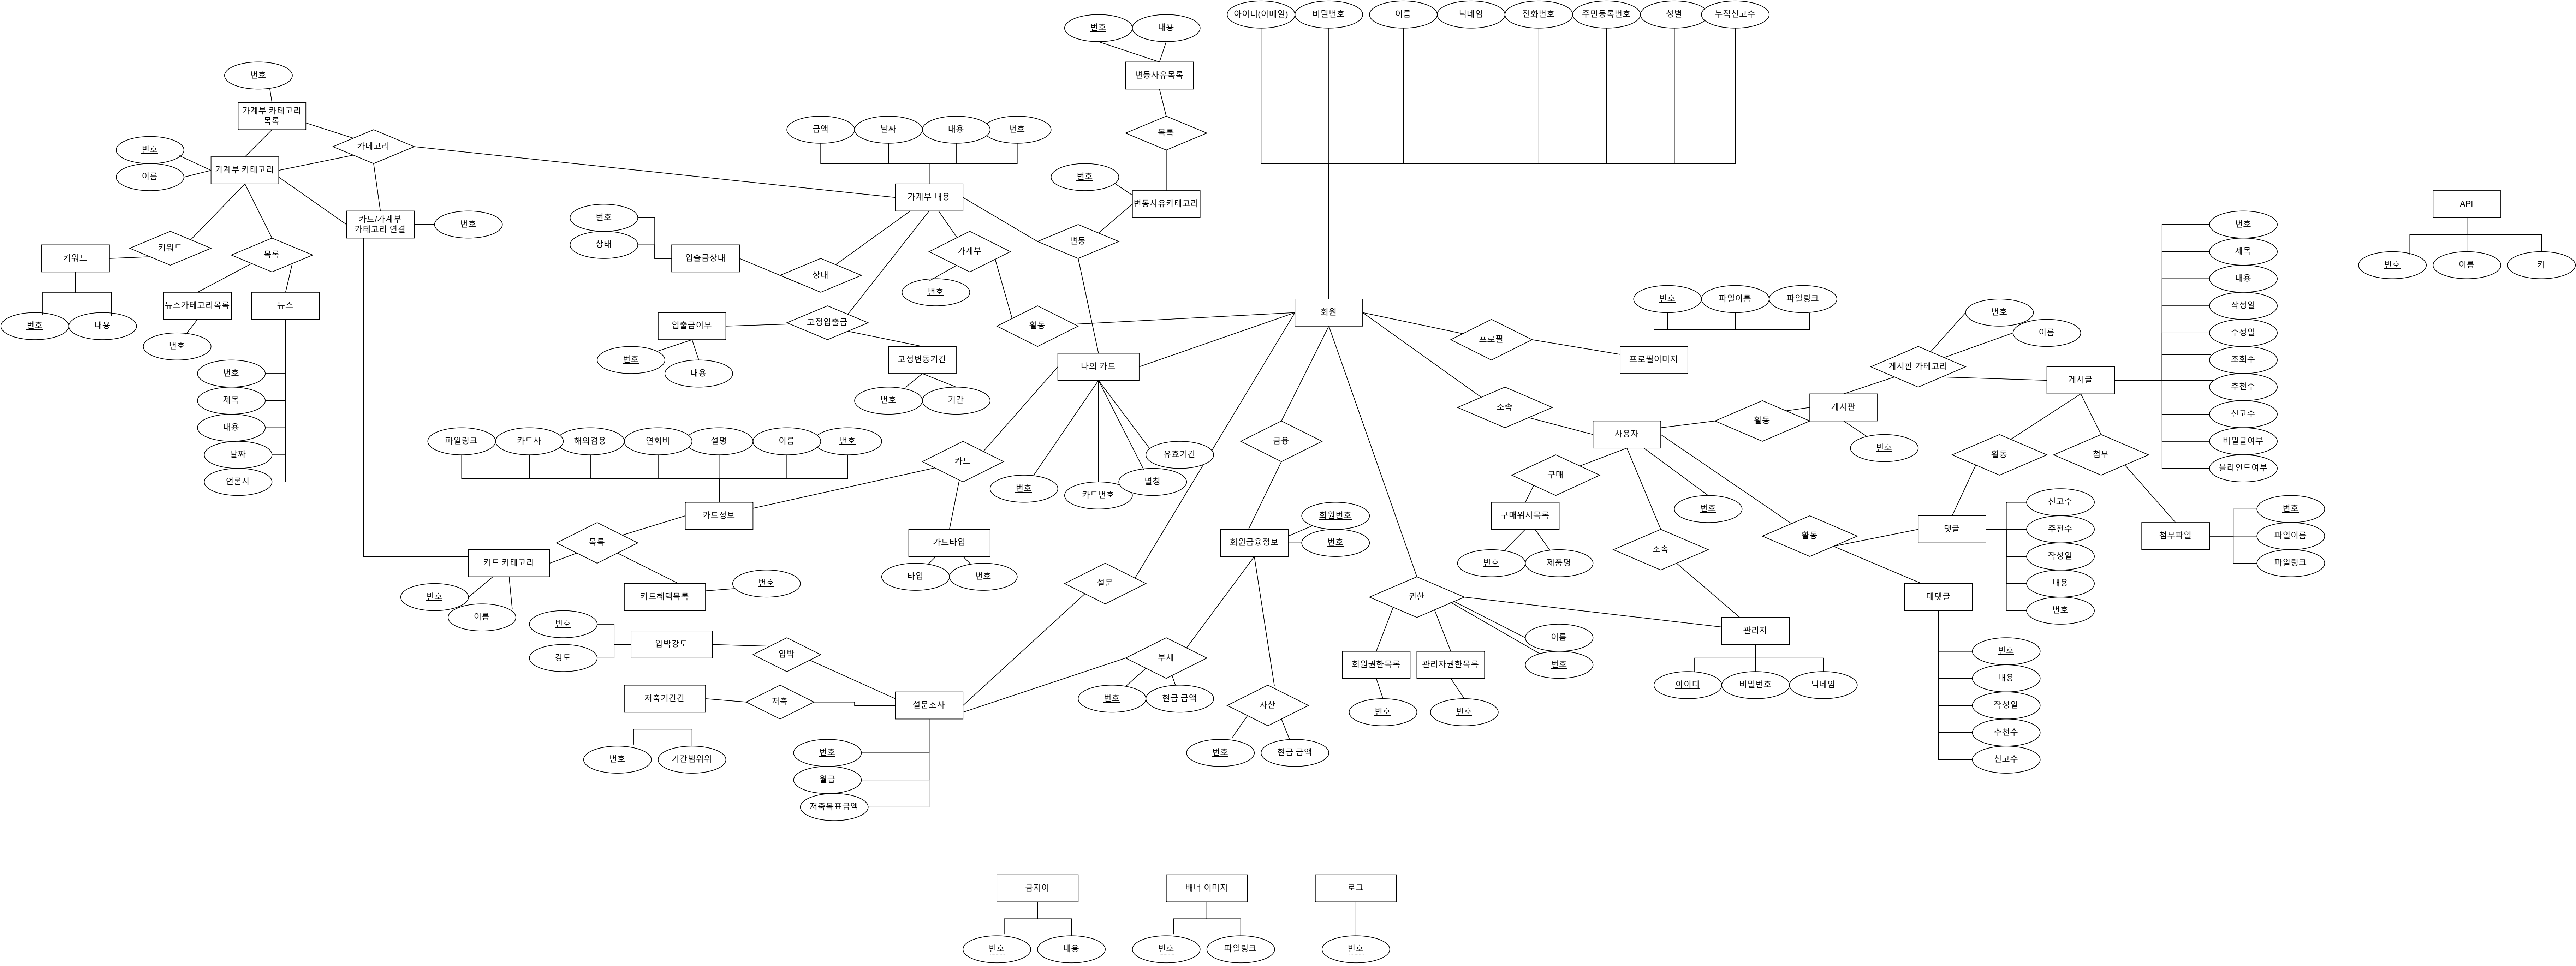 아이디(이메일)
비밀번호
이름
닉네임
전화번호
주민등록번호
성별
누적신고수
번호
내용
변동사유목록
번호
가계부 카테고리
목록
카테고리
금액
날짜
내용
번호
목록
번호
이름
가계부 카테고리
번호
변동사유카테고리
가계부 내용
카드/가계부
카테고리 연결
번호
번호
상태
입출금상태
상태
가계부
번호
변동
키워드
키워드
목록
번호
내용
뉴스카테고리목록
번호
뉴스
번호
제목
내용
날짜
언론사
입출금여부
번호
내용
고정입출금
고정변동기간
번호
기간
활동
회원
나의 카드
프로필
번호
파일이름
파일링크
프로필이미지
소속
사용자
활동
게시판
번호
게시판 카테고리
번호
이름
게시글
번호
제목
내용
작성일
수정일
조회수
추천수
신고수
비밀글여부
블라인드여부
API
번호
이름
키
파일링크
카드사
해외겸용
연회비
설명
이름
번호
카드정보
카드
번호
카드번호
별칭
유효기간
금융
구매
구매위시목록
번호
제품명
번호
활동
첨부
첨부파일
번호
파일이름
파일링크
카드타입
타입
번호
목록
카드 카테고리
번호
이름
카드혜택목록
번호
회원금융정보
회원번호
번호
소속
활동
댓글
신고수
추천수
작성일
내용
번호
대댓글
번호
내용
작성일
추천수
신고수
설문
권한
이름
번호
회원권한목록
번호
관리자권한목록
번호
관리자
아이디
비밀번호
닉네임
번호
강도
압박강도
압박
저축기간간
번호
기간범위위
저축
설문조사
번호
월급
저축목표금액
부채
번호
현금 금액
자산
번호
현금 금액
금지어
번호
내용
배너 이미지
번호
파일링크
로그
번호